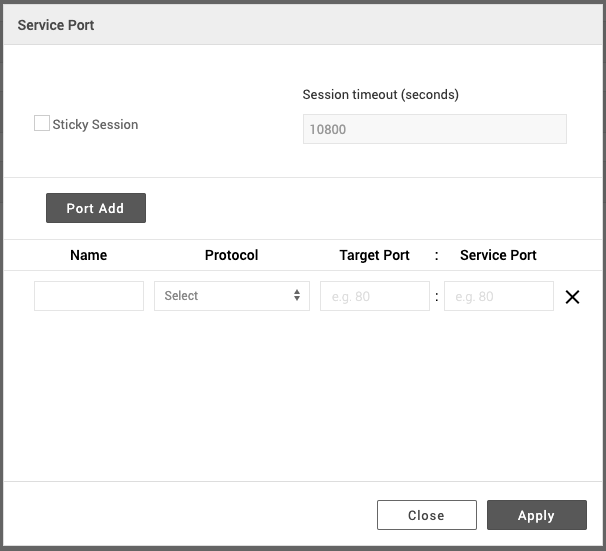 Service Port
Session timeout (seconds)
Sticky Session
10800
Port Add
Name Protocol Target Port : Service Port
Select e.g. 80 : e.g. 80
Close Apply